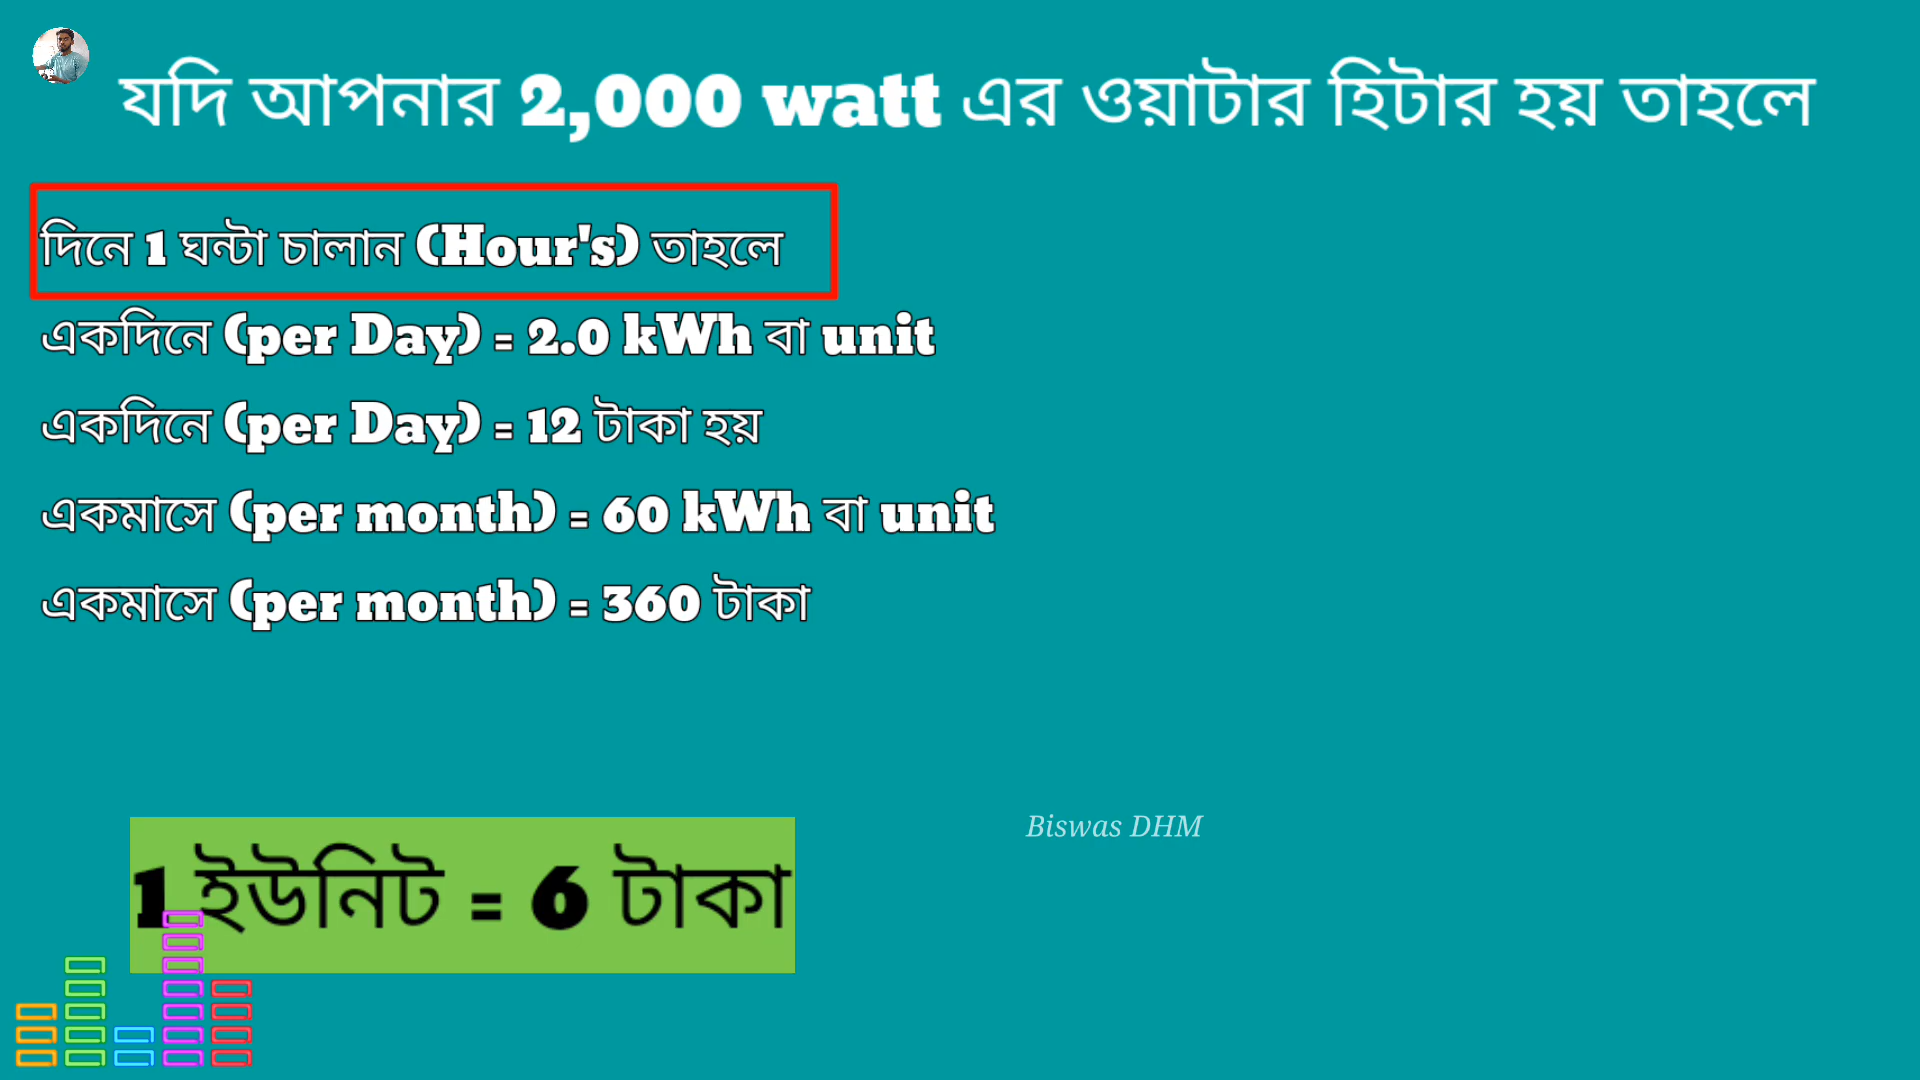 যদি আপনার 2,000 watt এর ওয়াটার হিটার হয় তাহলে
দিনে 1 ঘন্টা চালান (Hour's) তাহলে
একদিনে (per Day) = 2.0 kWh বা unit
একদিনে (per Day) = 12 টাকা হয়
একমাসে (per month) = 60 kWh বা unit
একমাসে (per month) = 360 টাকা
Biswas DHM
1 ইউনিট = 6 টাকা